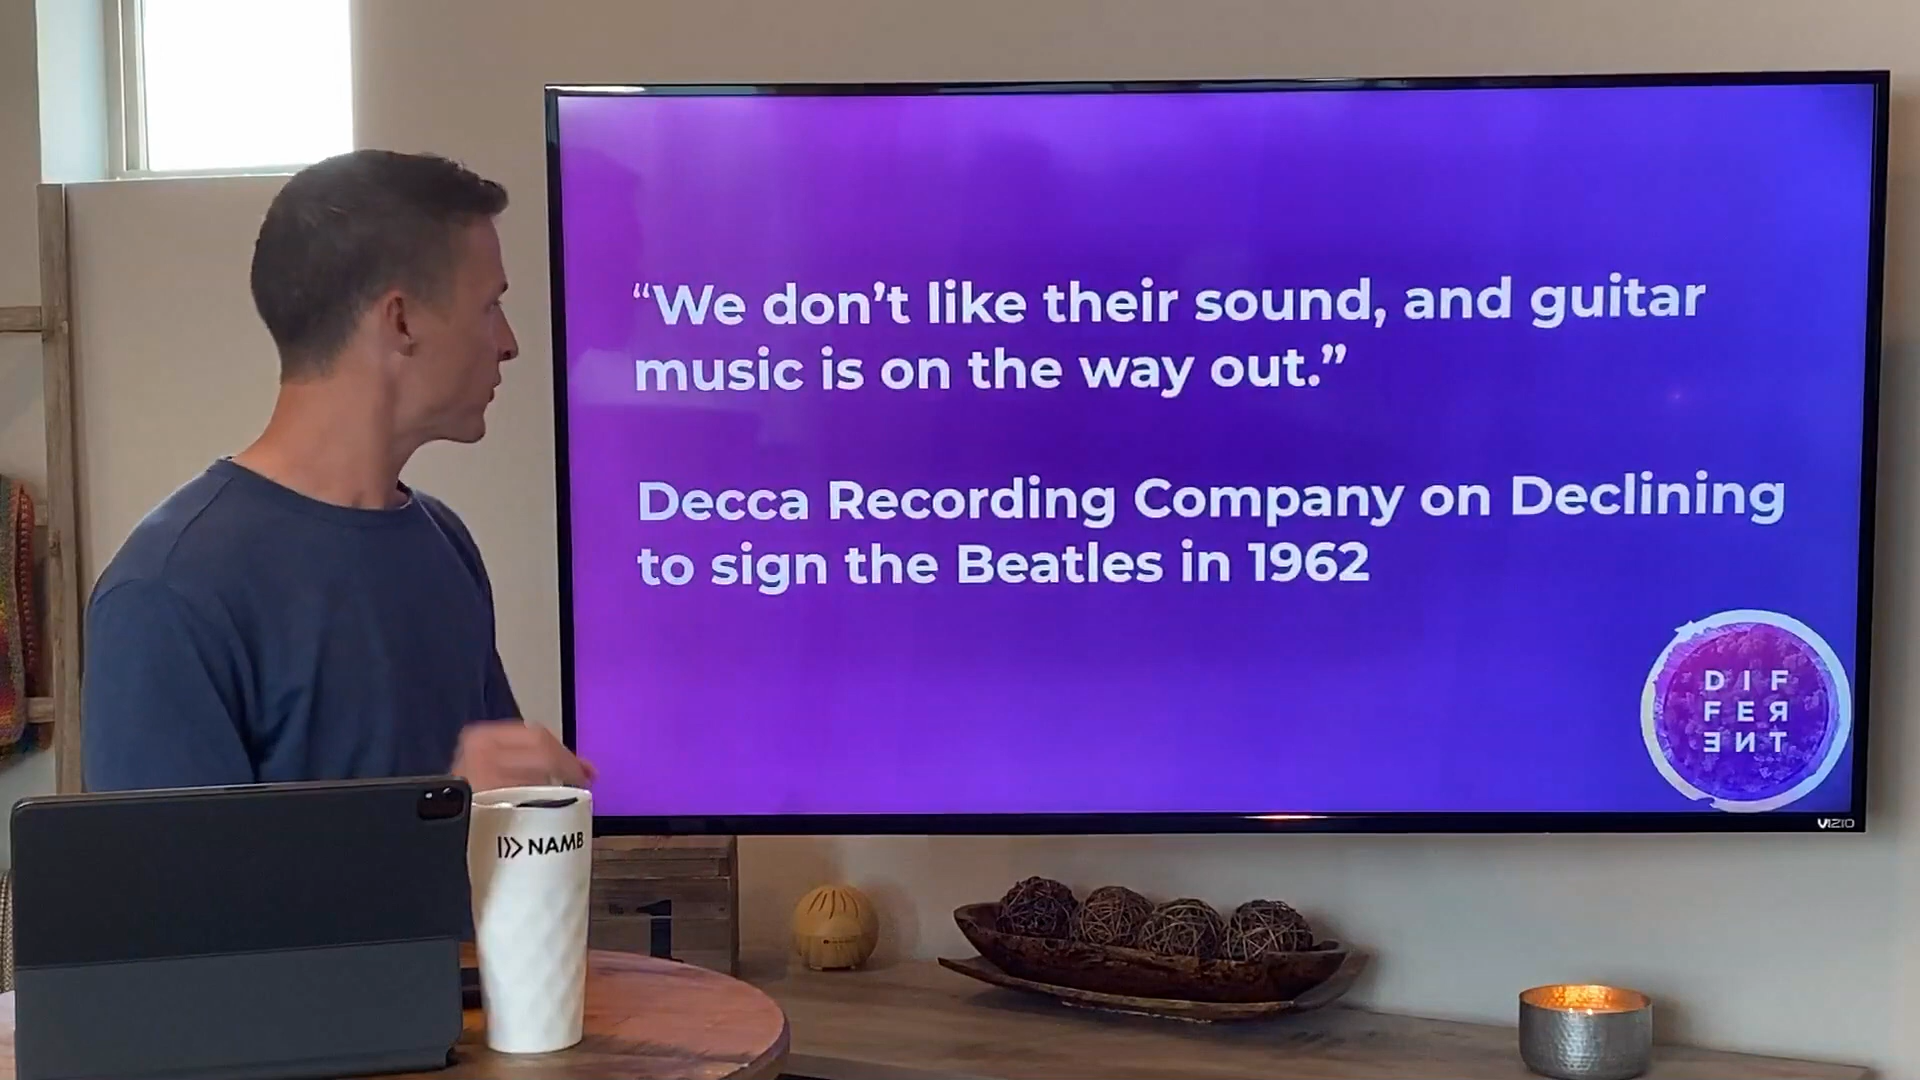 “We don’t like their sound, and guitar
music is on the way out.”
Decca Recording Company on Declining
to sign the Beatles in 1962
DIF
FEЯ
ƎИT
VIZIO
NAMB